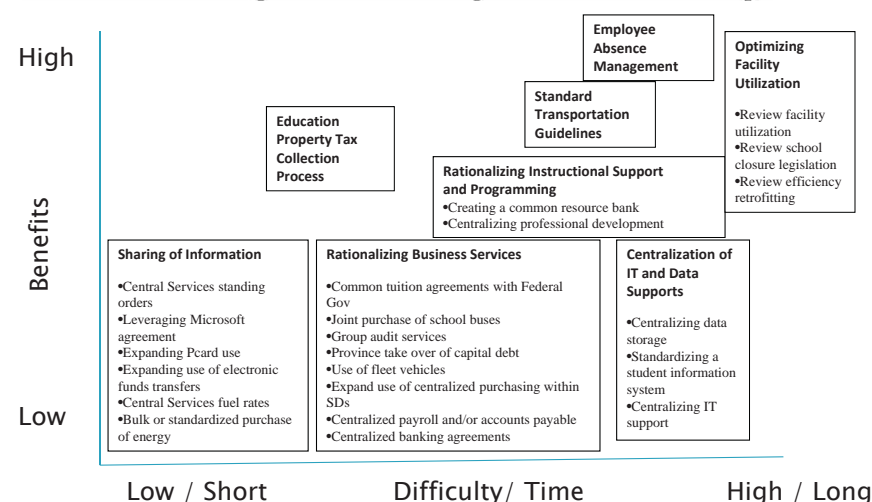 High
Benefits
Low
Employee
Absence
Management
Optimizing
Facility
Utilization
•Review facility
utilization
•Review school
closure legislation
•Review efficiency
retrofitting
Standard
Transportation
Guidelines
Education
Property Tax
Collection
Process
Rationalizing Instructional Support
and Programming
•Creating a common resource bank
•Centralizing professional development
Sharing of Information
•Central Services standing
orders
•Leveraging Microsoft
agreement
•Expanding Pcard use
•Expanding use of electronic
funds transfers
•Central Services fuel rates
•Bulk or standardized purchase
of energy
Rationalizing Business Services
•Common tuition agreements with Federal
Gov
•Joint purchase of school buses
•Group audit services
•Province take over of capital debt
•Use of fleet vehicles
•Expand use of centralized purchasing within
SDs
•Centralized payroll and/or accounts payable
•Centralized banking agreements
Centralization of
IT and Data
Supports
•Centralizing data
storage
•Standardizing a
student information
system
•Centralizing IT
support
Low / Short
Difficulty/ Time
High / Long